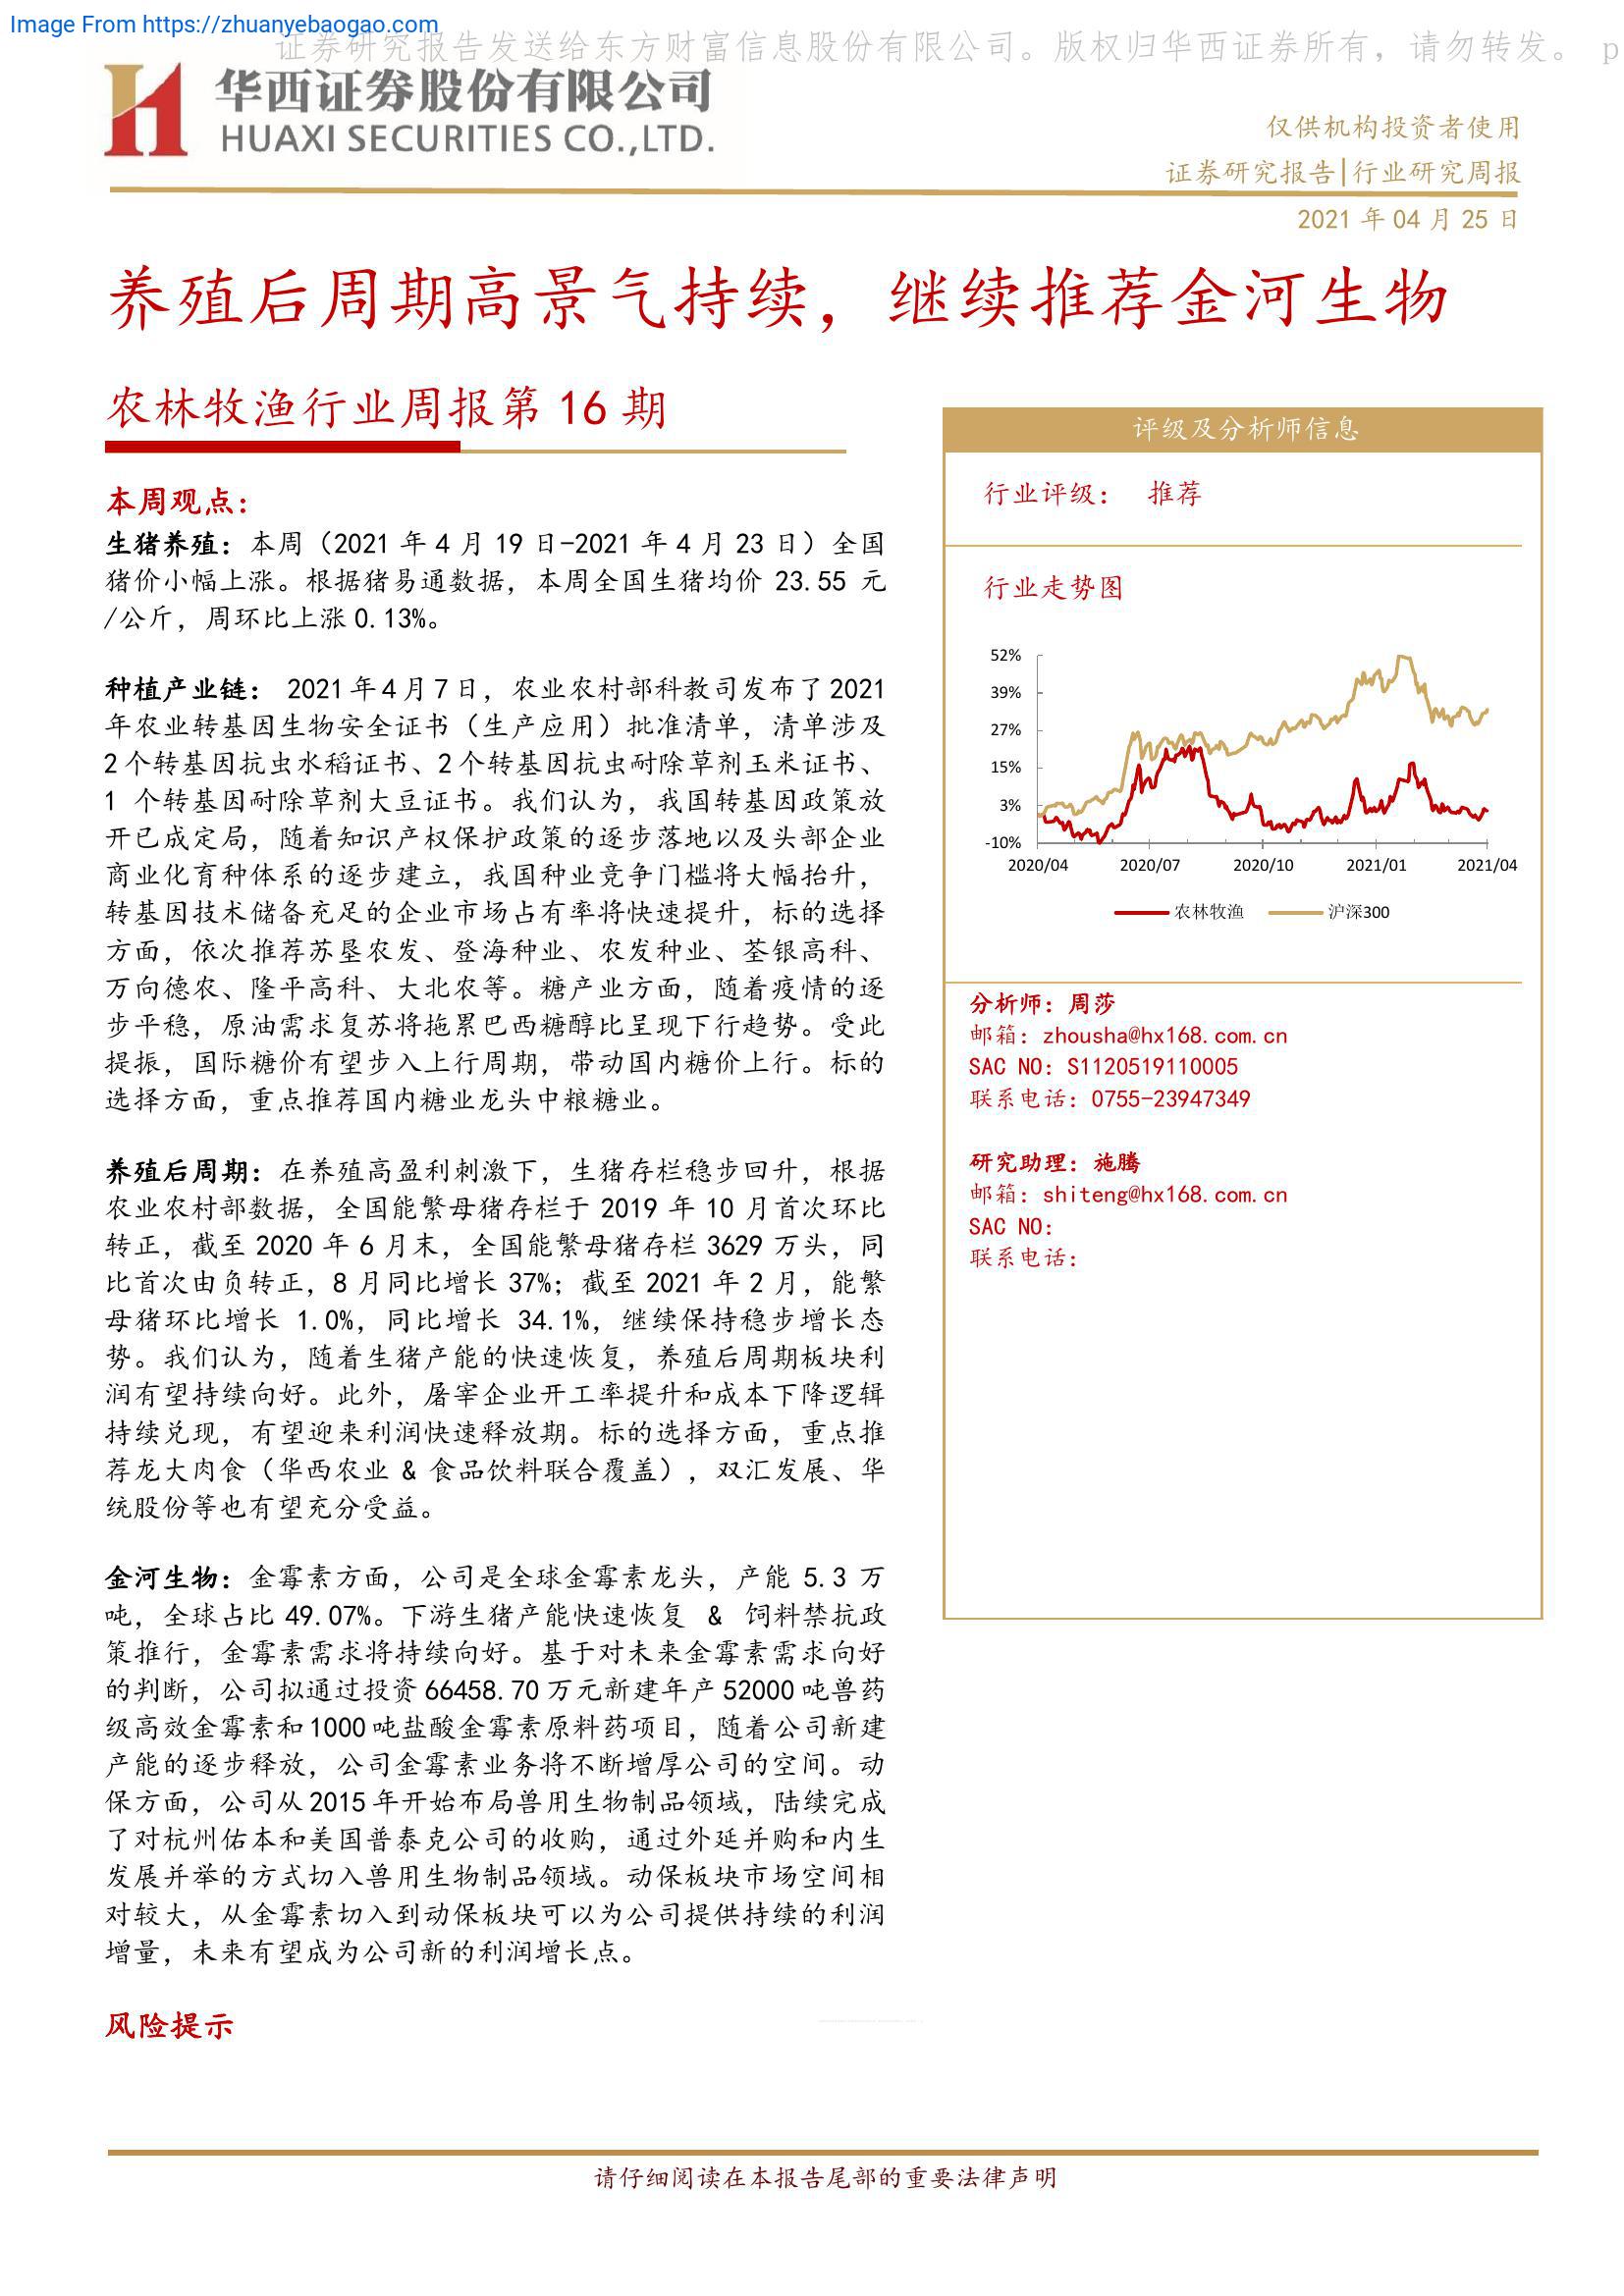 Image From https://zhuanyebaogao.com
证券研究报告发送给东方财富信息股份有限公司。版权归华西证券所有，请勿转发。 p
华西证券股份有限公司
HUAXI SECURITIES CO.,LTD.
仅供机构投资者使用
证券研究报告|行业研究周报
2021 年 04 月 25 日
养殖后周期高景气持续，继续推荐金河生物
农林牧渔行业周报第 16 期
本周观点：
生猪养殖：本周（2021 年 4 月 19 日-2021 年 4 月 23 日）全国
猪价小幅上涨。根据猪易通数据，本周全国生猪均价 23.55 元
/公斤，周环比上涨 0.13%。
种植产业链： 2021 年 4 月 7 日，农业农村部科教司发布了 2021
年农业转基因生物安全证书（生产应用）批准清单，清单涉及
2 个转基因抗虫水稻证书、2 个转基因抗虫耐除草剂玉米证书、
1 个转基因耐除草剂大豆证书。我们认为，我国转基因政策放
开已成定局，随着知识产权保护政策的逐步落地以及头部企业
商业化育种体系的逐步建立，我国种业竞争门槛将大幅抬升，
转基因技术储备充足的企业市场占有率将快速提升，标的选择
方面，依次推荐苏垦农发、登海种业、农发种业、荃银高科、
万向德农、隆平高科、大北农等。糖产业方面，随着疫情的逐
步平稳，原油需求复苏将拖累巴西糖醇比呈现下行趋势。受此
提振，国际糖价有望步入上行周期，带动国内糖价上行。标的
选择方面，重点推荐国内糖业龙头中粮糖业。
养殖后周期：在养殖高盈利刺激下，生猪存栏稳步回升，根据
农业农村部数据，全国能繁母猪存栏于 2019 年 10 月首次环比
转正，截至 2020 年 6 月末，全国能繁母猪存栏 3629 万头，同
比首次由负转正，8 月同比增长 37%；截至 2021 年 2 月，能繁
母猪环比增长 1.0%，同比增长 34.1%，继续保持稳步增长态
势。我们认为，随着生猪产能的快速恢复，养殖后周期板块利
润有望持续向好。此外，屠宰企业开工率提升和成本下降逻辑
持续兑现，有望迎来利润快速释放期。标的选择方面，重点推
荐龙大肉食（华西农业 & 食品饮料联合覆盖），双汇发展、华
统股份等也有望充分受益。
金河生物：金霉素方面，公司是全球金霉素龙头，产能 5.3 万
吨，全球占比 49.07%。下游生猪产能快速恢复 & 饲料禁抗政
策推行，金霉素需求将持续向好。基于对未来金霉素需求向好
的判断，公司拟通过投资 66458.70 万元新建年产 52000 吨兽药
级高效金霉素和 1000 吨盐酸金霉素原料药项目，随着公司新建
产能的逐步释放，公司金霉素业务将不断增厚公司的空间。动
保方面，公司从 2015 年开始布局兽用生物制品领域，陆续完成
了对杭州佑本和美国普泰克公司的收购，通过外延并购和内生
发展并举的方式切入兽用生物制品领域。动保板块市场空间相
对较大，从金霉素切入到动保板块可以为公司提供持续的利润
增量，未来有望成为公司新的利润增长点。
风险提示
评级及分析师信息
行业评级： 推荐
行业走势图
52%
39%
27%
15%
3%
-10%
2020/04 2020/07 2020/10 2021/01 2021/04
农林牧渔 沪深300
分析师：周莎
邮箱：zhousha@hx168.com.cn
SAC NO：S1120519110005
联系电话：0755-23947349
研究助理：施腾
邮箱：shiteng@hx168.com.cn
SAC NO：
联系电话：
请仔细阅读在本报告尾部的重要法律声明